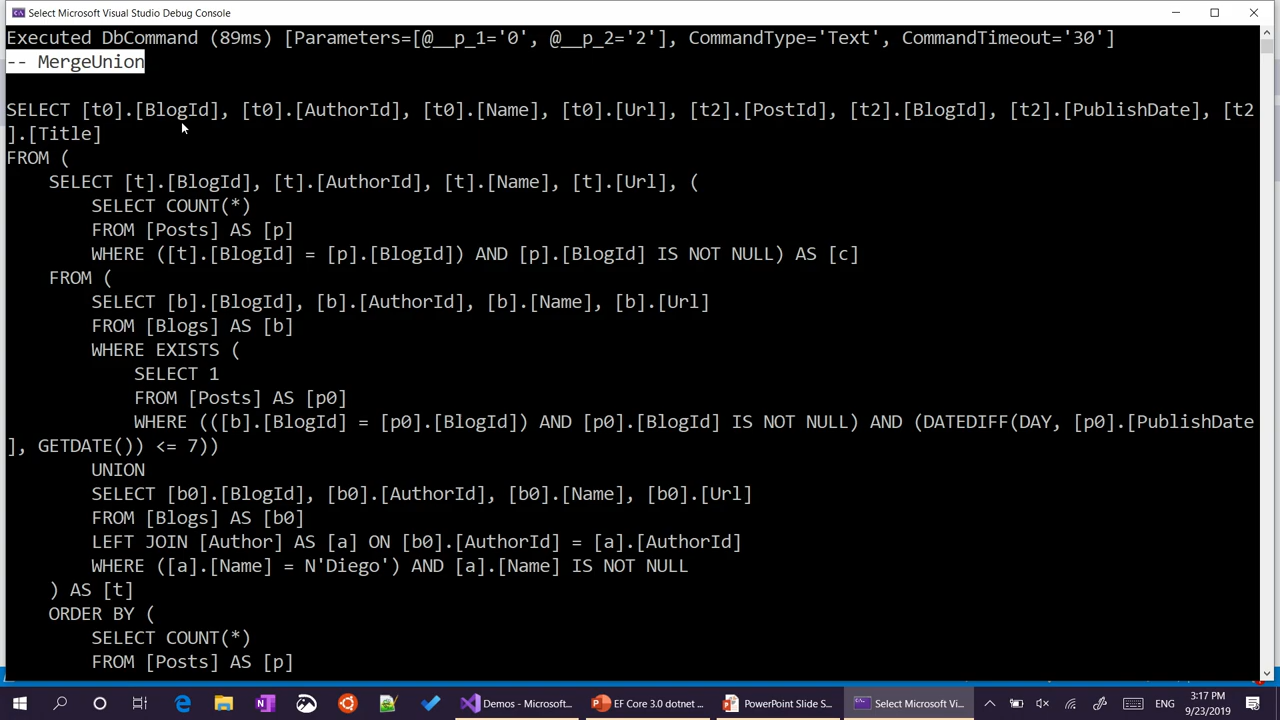 Select Microsoft Visual Studio Debug Console
Executed DbCommand (89ms) [Parameters=[@__p_1='0', @__p_2='2'], CommandType='Text', CommandTimeout='30']
-- MergeUnion
SELECT [t0].[BlogId], [t0].[AuthorId], [t0].[Name], [t0].[Url], [t2].[PostId], [t2].[BlogId], [t2].[PublishDate], [t2
].[Title]
FROM (
SELECT [t].[BlogId], [t].[AuthorId], [t].[Name], [t].[Url], (
SELECT COUNT(*)
FROM [Posts] AS [p]
WHERE ([t].[BlogId] = [p].[BlogId]) AND [p].[BlogId] IS NOT NULL) AS [c]
FROM (
SELECT [b].[BlogId], [b].[AuthorId], [b].[Name], [b].[Url]
FROM [Blogs] AS [b]
WHERE EXISTS (
SELECT 1
FROM [Posts] AS [p0]
WHERE (([b].[BlogId] = [p0].[BlogId]) AND [p0].[BlogId] IS NOT NULL) AND (DATEDIFF(DAY, [p0].[PublishDate
], GETDATE()) <= 7))
UNION
SELECT [b0].[BlogId], [b0].[AuthorId], [b0].[Name], [b0].[Url]
FROM [Blogs] AS [b0]
LEFT JOIN [Author] AS [a] ON [b0].[AuthorId] = [a].[AuthorId]
WHERE ([a].[Name] = N'Diego') AND [a].[Name] IS NOT NULL
) AS [t]
ORDER BY (
SELECT COUNT(*)
FROM [Posts] AS [p]
Demos - Microsoft... EF Core 3.0 dotnet ... PowerPoint Slide S... Select Microsoft Vi... ENG 3:17 PM
9/23/2019